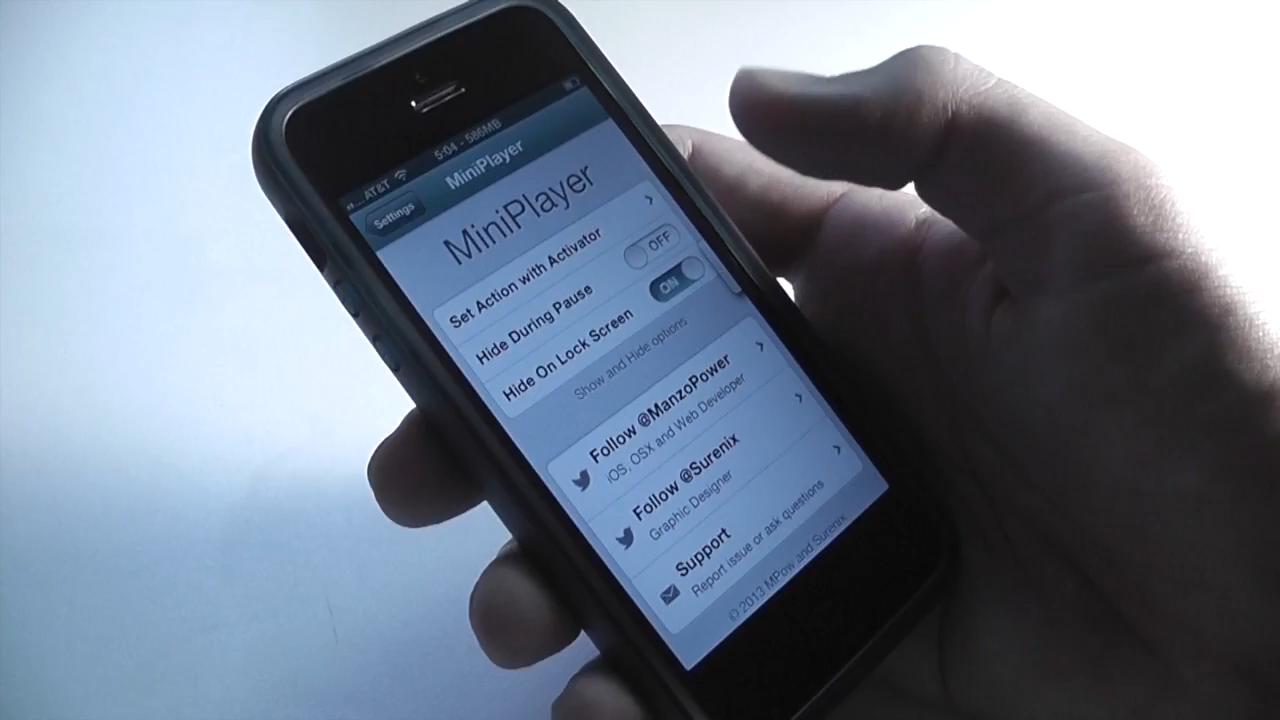 AT&T 5:04 - 586MB
Settings MiniPlayer
MiniPlayer
Set Action with Activator
Hide During Pause OFF
Hide On Lock Screen ON
Show and Hide options
Follow @ManzoPower
iOS, OSX and Web Developer
Follow @Surenix
Graphic Designer
Support
Report issue or ask questions
© 2013 MPow and Surenix